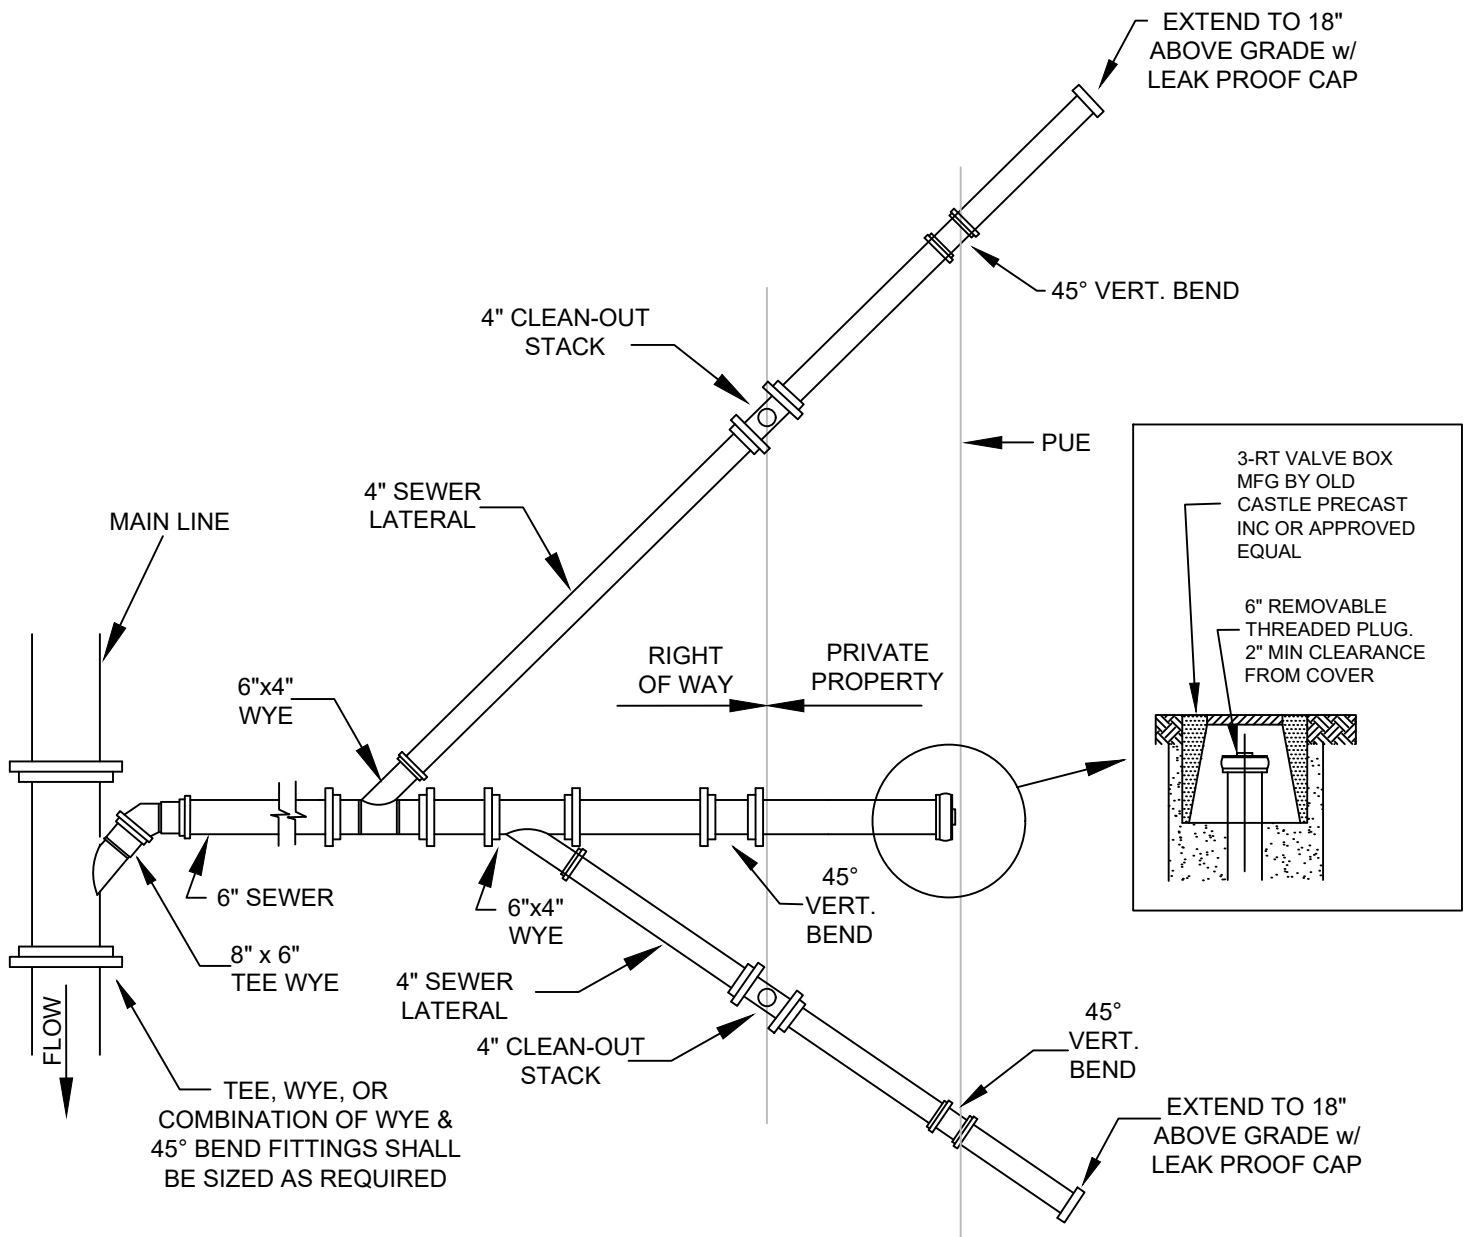 EXTEND TO 18"
ABOVE GRADE w/
LEAK PROOF CAP
45° VERT. BEND
4" CLEAN-OUT
STACK
PUE
3-RT VALVE BOX
MFG BY OLD
CASTLE PRECAST
INC OR APPROVED
EQUAL
4" SEWER
LATERAL
MAIN LINE
6" REMOVABLE
THREADED PLUG.
2" MIN CLEARANCE
FROM COVER
RIGHT
OF WAY
PRIVATE
PROPERTY
6"x4"
WYE
6" SEWER
6"x4"
WYE
45°
VERT.
BEND
8" x 6"
TEE WYE
4" SEWER
LATERAL
FLOW
4" CLEAN-OUT
STACK
45°
VERT.
BEND
TEE, WYE, OR
COMBINATION OF WYE &
45° BEND FITTINGS SHALL
BE SIZED AS REQUIRED
EXTEND TO 18"
ABOVE GRADE w/
LEAK PROOF CAP